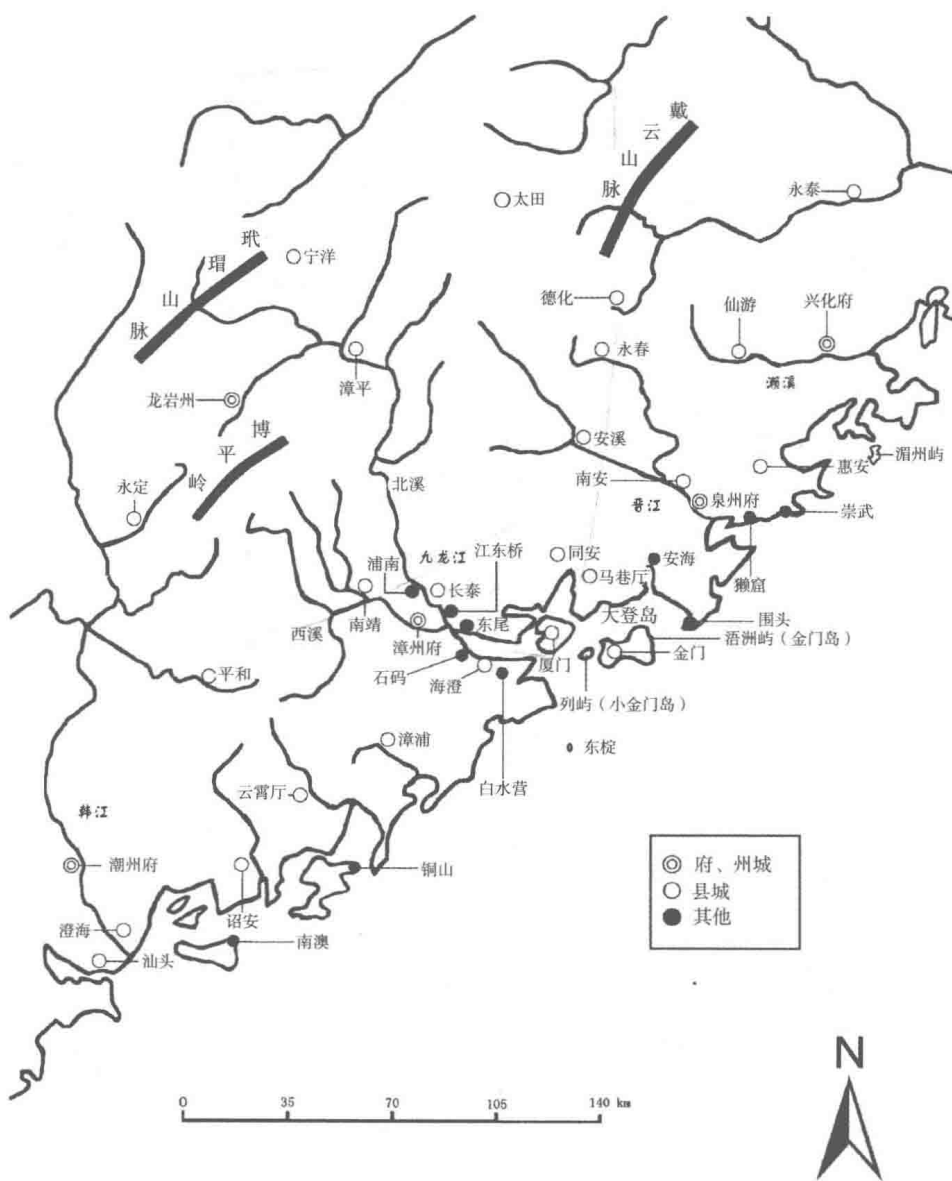 戴云山脉
太田
永泰
玳瑁山脉
宁洋
德化
仙游
兴化府
永春
漳平
濑溪
龙岩州
博平岭
安溪
惠安
湄州屿
北溪
南安
泉州府
永定
晋江
崇武
九龙江
江东桥
同安
安海
浦南
长泰
马巷厅
獭窟
大登岛
围头
西溪
南靖
漳州府
东尾
浯洲屿（金门岛）
厦门
金门
石码
海澄
平和
列屿（小金门岛）
漳浦
东椗
白水营
云霄厅
韩江
潮州府
铜山
府、州城
县城
其他
诏安
澄海
南澳
汕头
N
0 35 70 105 140 km